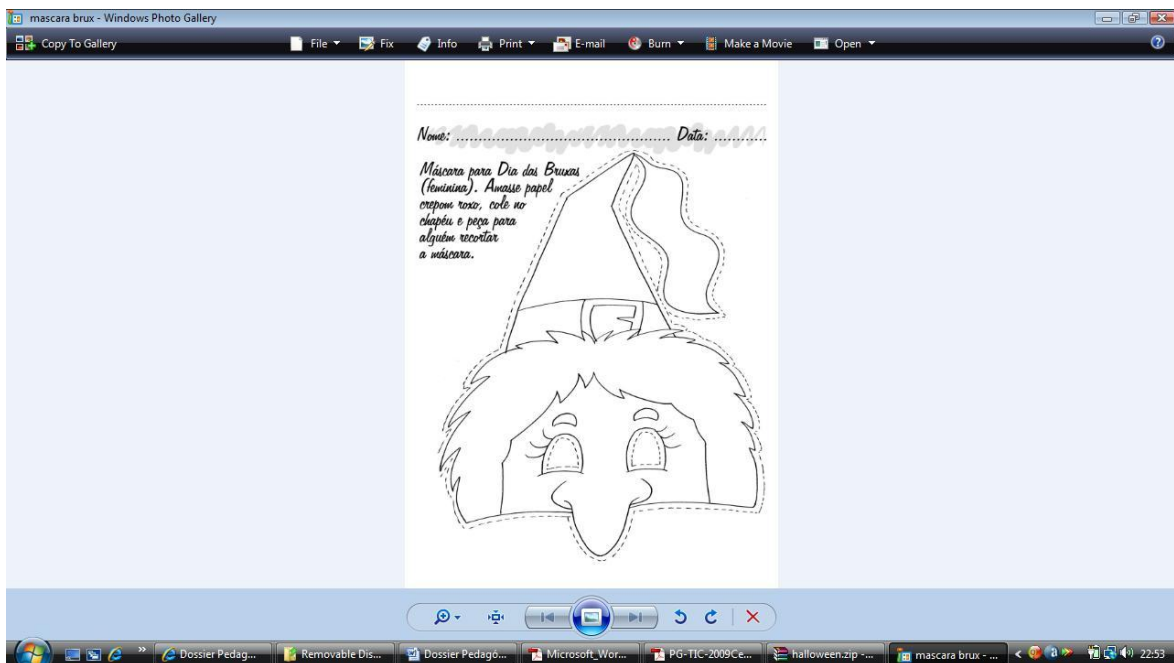 mascara brux - Windows Photo Gallery
Copy To Gallery File Fix Info Print E-mail Burn Make a Movie Open
Nome: ........................................ Data: ..........
Máscara para Dia das Bruxas
(feminina). Amasse papel
crepom roxo, cole no
chapéu e peça para
alguém recortar
a máscara.
Dossier Pedag... Removable Dis... Dossier Pedagó... Microsoft_Wor... PG-TIC-2009Ce... halloween.zip -... mascara brux - ... 22:53